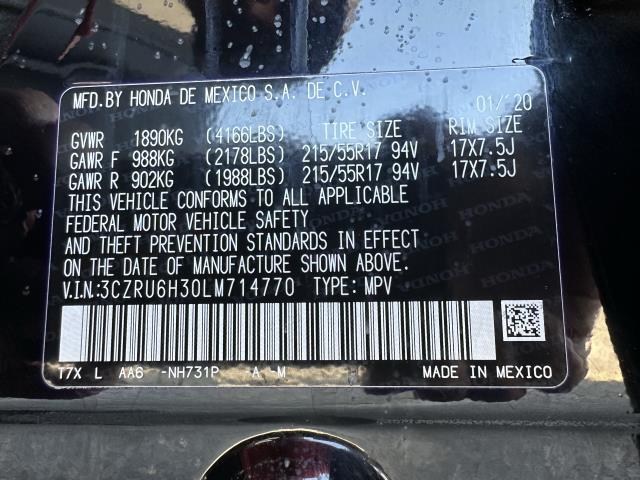 MFD.BY HONDA DE MEXICO S.A. DE C.V. 01/'20
GVWR 1890KG (4166LBS) TIRE SIZE RIM SIZE
GAWR F 988KG (2178LBS) 215/55R17 94V 17X7.5J
GAWR R 902KG (1988LBS) 215/55R17 94V 17X7.5J
THIS VEHICLE CONFORMS TO ALL APPLICABLE
FEDERAL MOTOR VEHICLE SAFETY
AND THEFT PREVENTION STANDARDS IN EFFECT
ON THE DATE OF MANUFACTURE SHOWN ABOVE.
V.I.N.:3CZRU6H30LM714770 TYPE: MPV
T7X L AA6 -NH731P -A -M MADE IN MEXICO